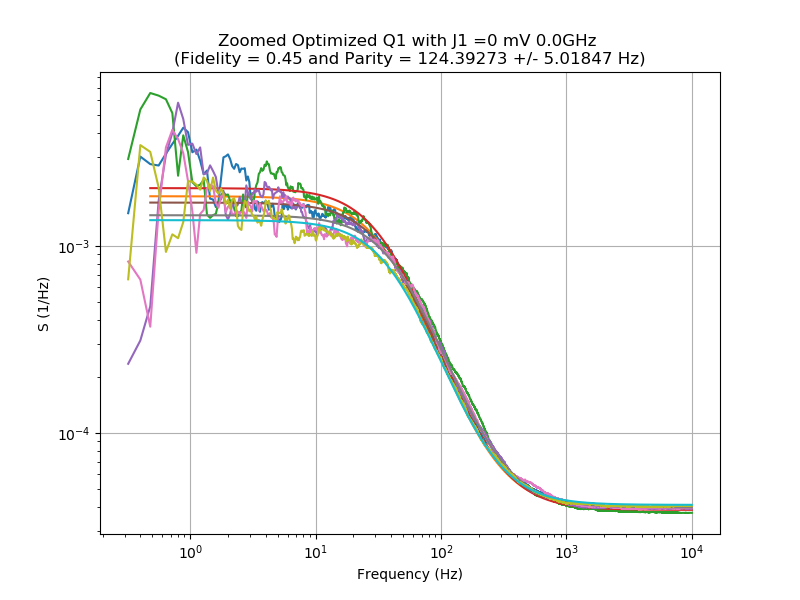 Zoomed Optimized Q1 with J1 =0 mV 0.0GHz
(Fidelity = 0.45 and Parity = 124.39273 +/- 5.01847 Hz)
S (1/Hz)
10⁻³
10⁻⁴
10⁰ 10¹ 10² 10³ 10⁴
Frequency (Hz)